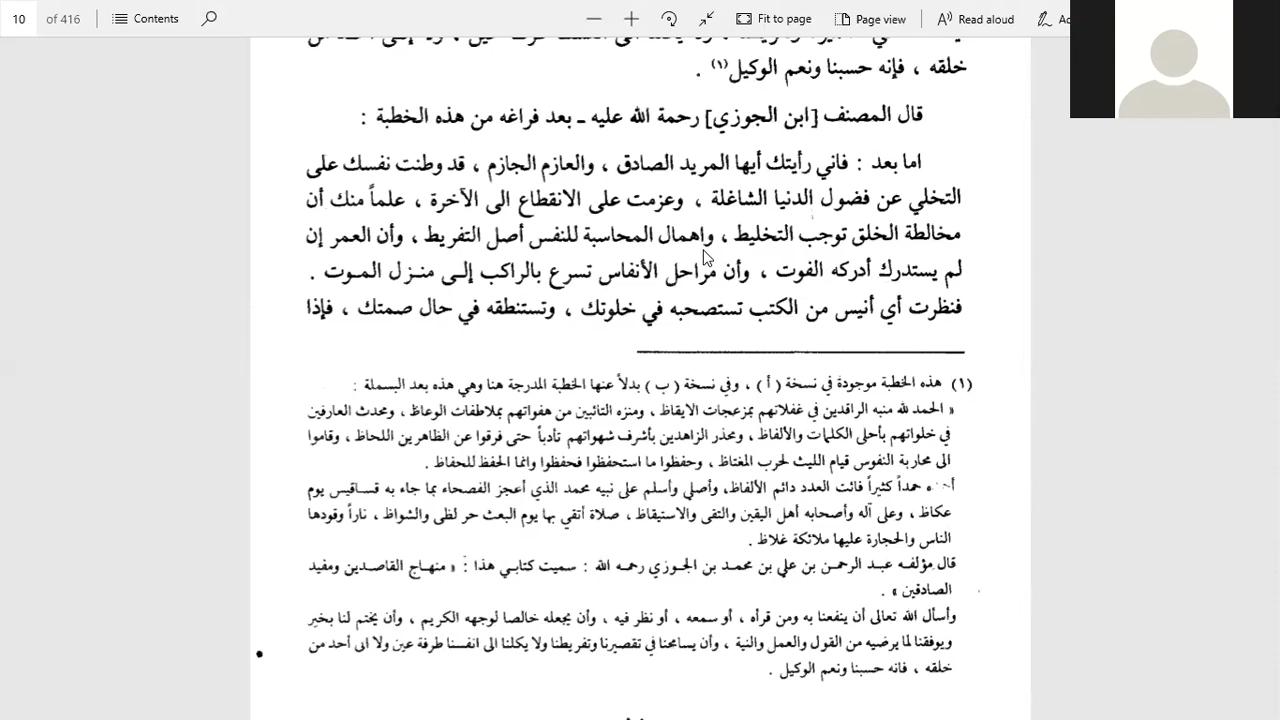 10 of 416 Contents Fit to page Page view Read aloud
خلقه ، فإنه حسبنا ونعم الوكيل(١) .
قال المصنف [ابن الجوزي] رحمة الله عليه ـ بعد فراغه من هذه الخطبة :
اما بعد : فاني رأيتك أيها المريد الصادق ، والعازم الجازم ، قد وطنت نفسك على
التخلي عن فضول الدنيا الشاغلة ، وعزمت على الانقطاع الى الآخرة ، علماً منك أن
مخالطة الخلق توجب التخليط ، واهمال المحاسبة للنفس أصل التفريط ، وأن العمر إن
لم يستدرك أدركه الفوت ، وأن مراحل الأنفاس تسرع بالراكب إلى منزل الموت .
فنظرت أي أنيس من الكتب تستصحبه في خلوتك ، وتستنطقه في حال صمتك ، فإذا
(١) هذه الخطبة موجودة في نسخة ( أ ) ، وفي نسخة ( ب ) بدلاً عنها الخطبة المدرجة هنا وهي هذه بعد البسملة :
« الحمد لله منبه الراقدين في غفلاتهم بمزعجات الايقاظ ، ومنزه التائبين من هفواتهم بملاطفات الوعاظ ، ومحدث العارفين
في خلواتهم بأحلى الكلمات والألفاظ ، ومحذر الزاهدين بأشرف شهواتهم تأدباً حتى فرقوا عن الظاهرين اللحاظ ، وقاموا
الى محاربة النفوس قيام الليث لحرب المغتاظ ، وحفظوا ما استحفظوا فحفظوا وانما الحفظ للحفاظ .
حمداً كثيراً فائت العدد دائم الألفاظ، وأصلي وأسلم على نبيه محمد الذي أعجز الفصحاء بما جاء به قساقيس يوم
عكاظ ، وعلى آله وأصحابه أهل اليقين والتقى والاستيقاظ ، صلاة أتقي بها يوم البعث حر لظى والشواظ ، ناراً وقودها
الناس والحجارة عليها ملائكة غلاظ .
قال مؤلفه عبد الرحمن بن علي بن محمد بن الجوزي رحمه الله : سميت كتابي هذا : « منهاج القاصدين ومفيد
الصادقين » .
وأسأل الله تعالى أن ينفعنا به ومن قرأه ، أو سمعه ، أو نظر فيه ، وأن يجعله خالصا لوجهه الكريم ، وأن يختم لنا بخير
ويوفقنا لما يرضيه من القول والعمل والنية ، وأن يسامحنا في تقصيرنا وتفريطنا ولا يكلنا الى انفسنا طرفة عين ولا الى أحد من
خلقه ، فانه حسبنا ونعم الوكيل .